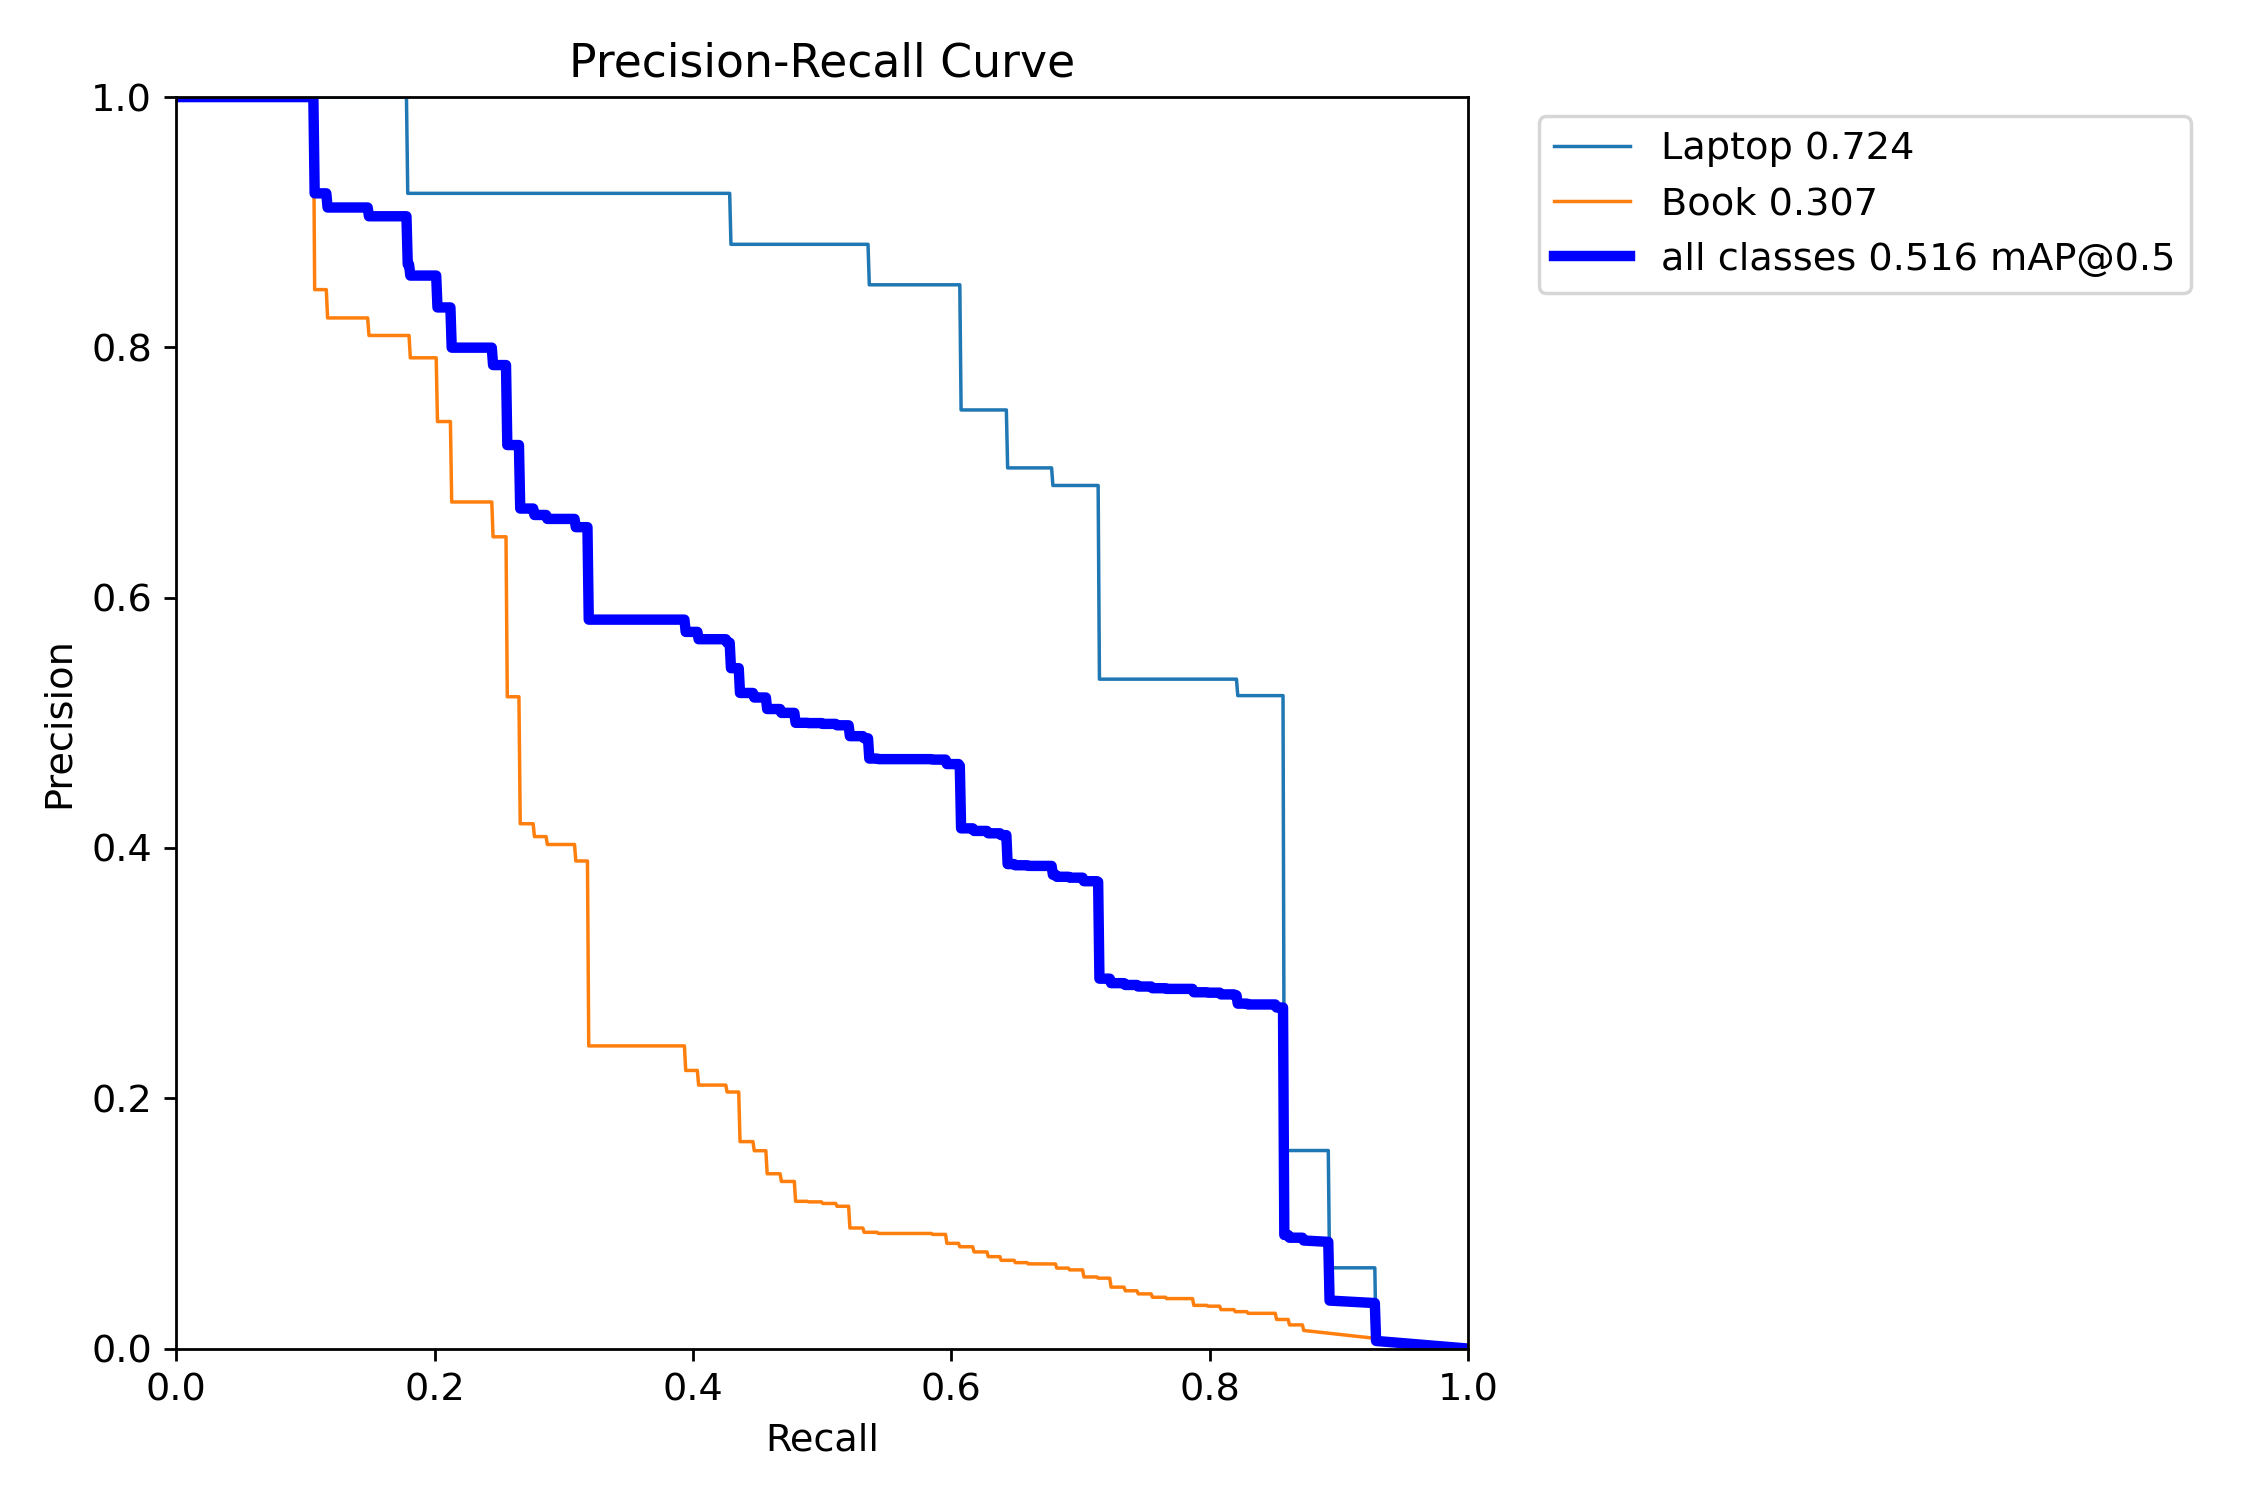 Precision-Recall Curve
1.0
0.8
0.6
0.4
0.2
0.0
Precision
0.0 0.2 0.4 0.6 0.8 1.0
Recall
Laptop 0.724
Book 0.307
all classes 0.516 mAP@0.5